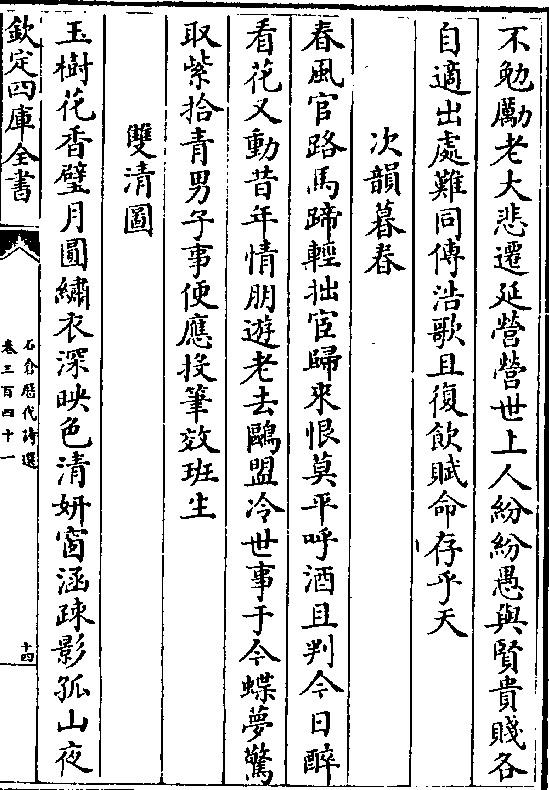 不勉勵老大悲遷延營營世上人紛紛愚與賢貴賤各
自適出處難同傳浩歌且復飲賦命存乎天
次韻暮春
春風官路馬蹄輕拙宦歸來恨莫平呼酒且判今日醉
看花又動昔年情朋遊老去鷗盟冷世事于今蝶夢驚
取紫拾青男子事便應投筆效班生
雙清圖
玉樹花香璧月圓繡衣深映色清妍窗涵疎影孤山夜
欽定四庫全書
石倉歷代詩選
卷三百四十一
十四